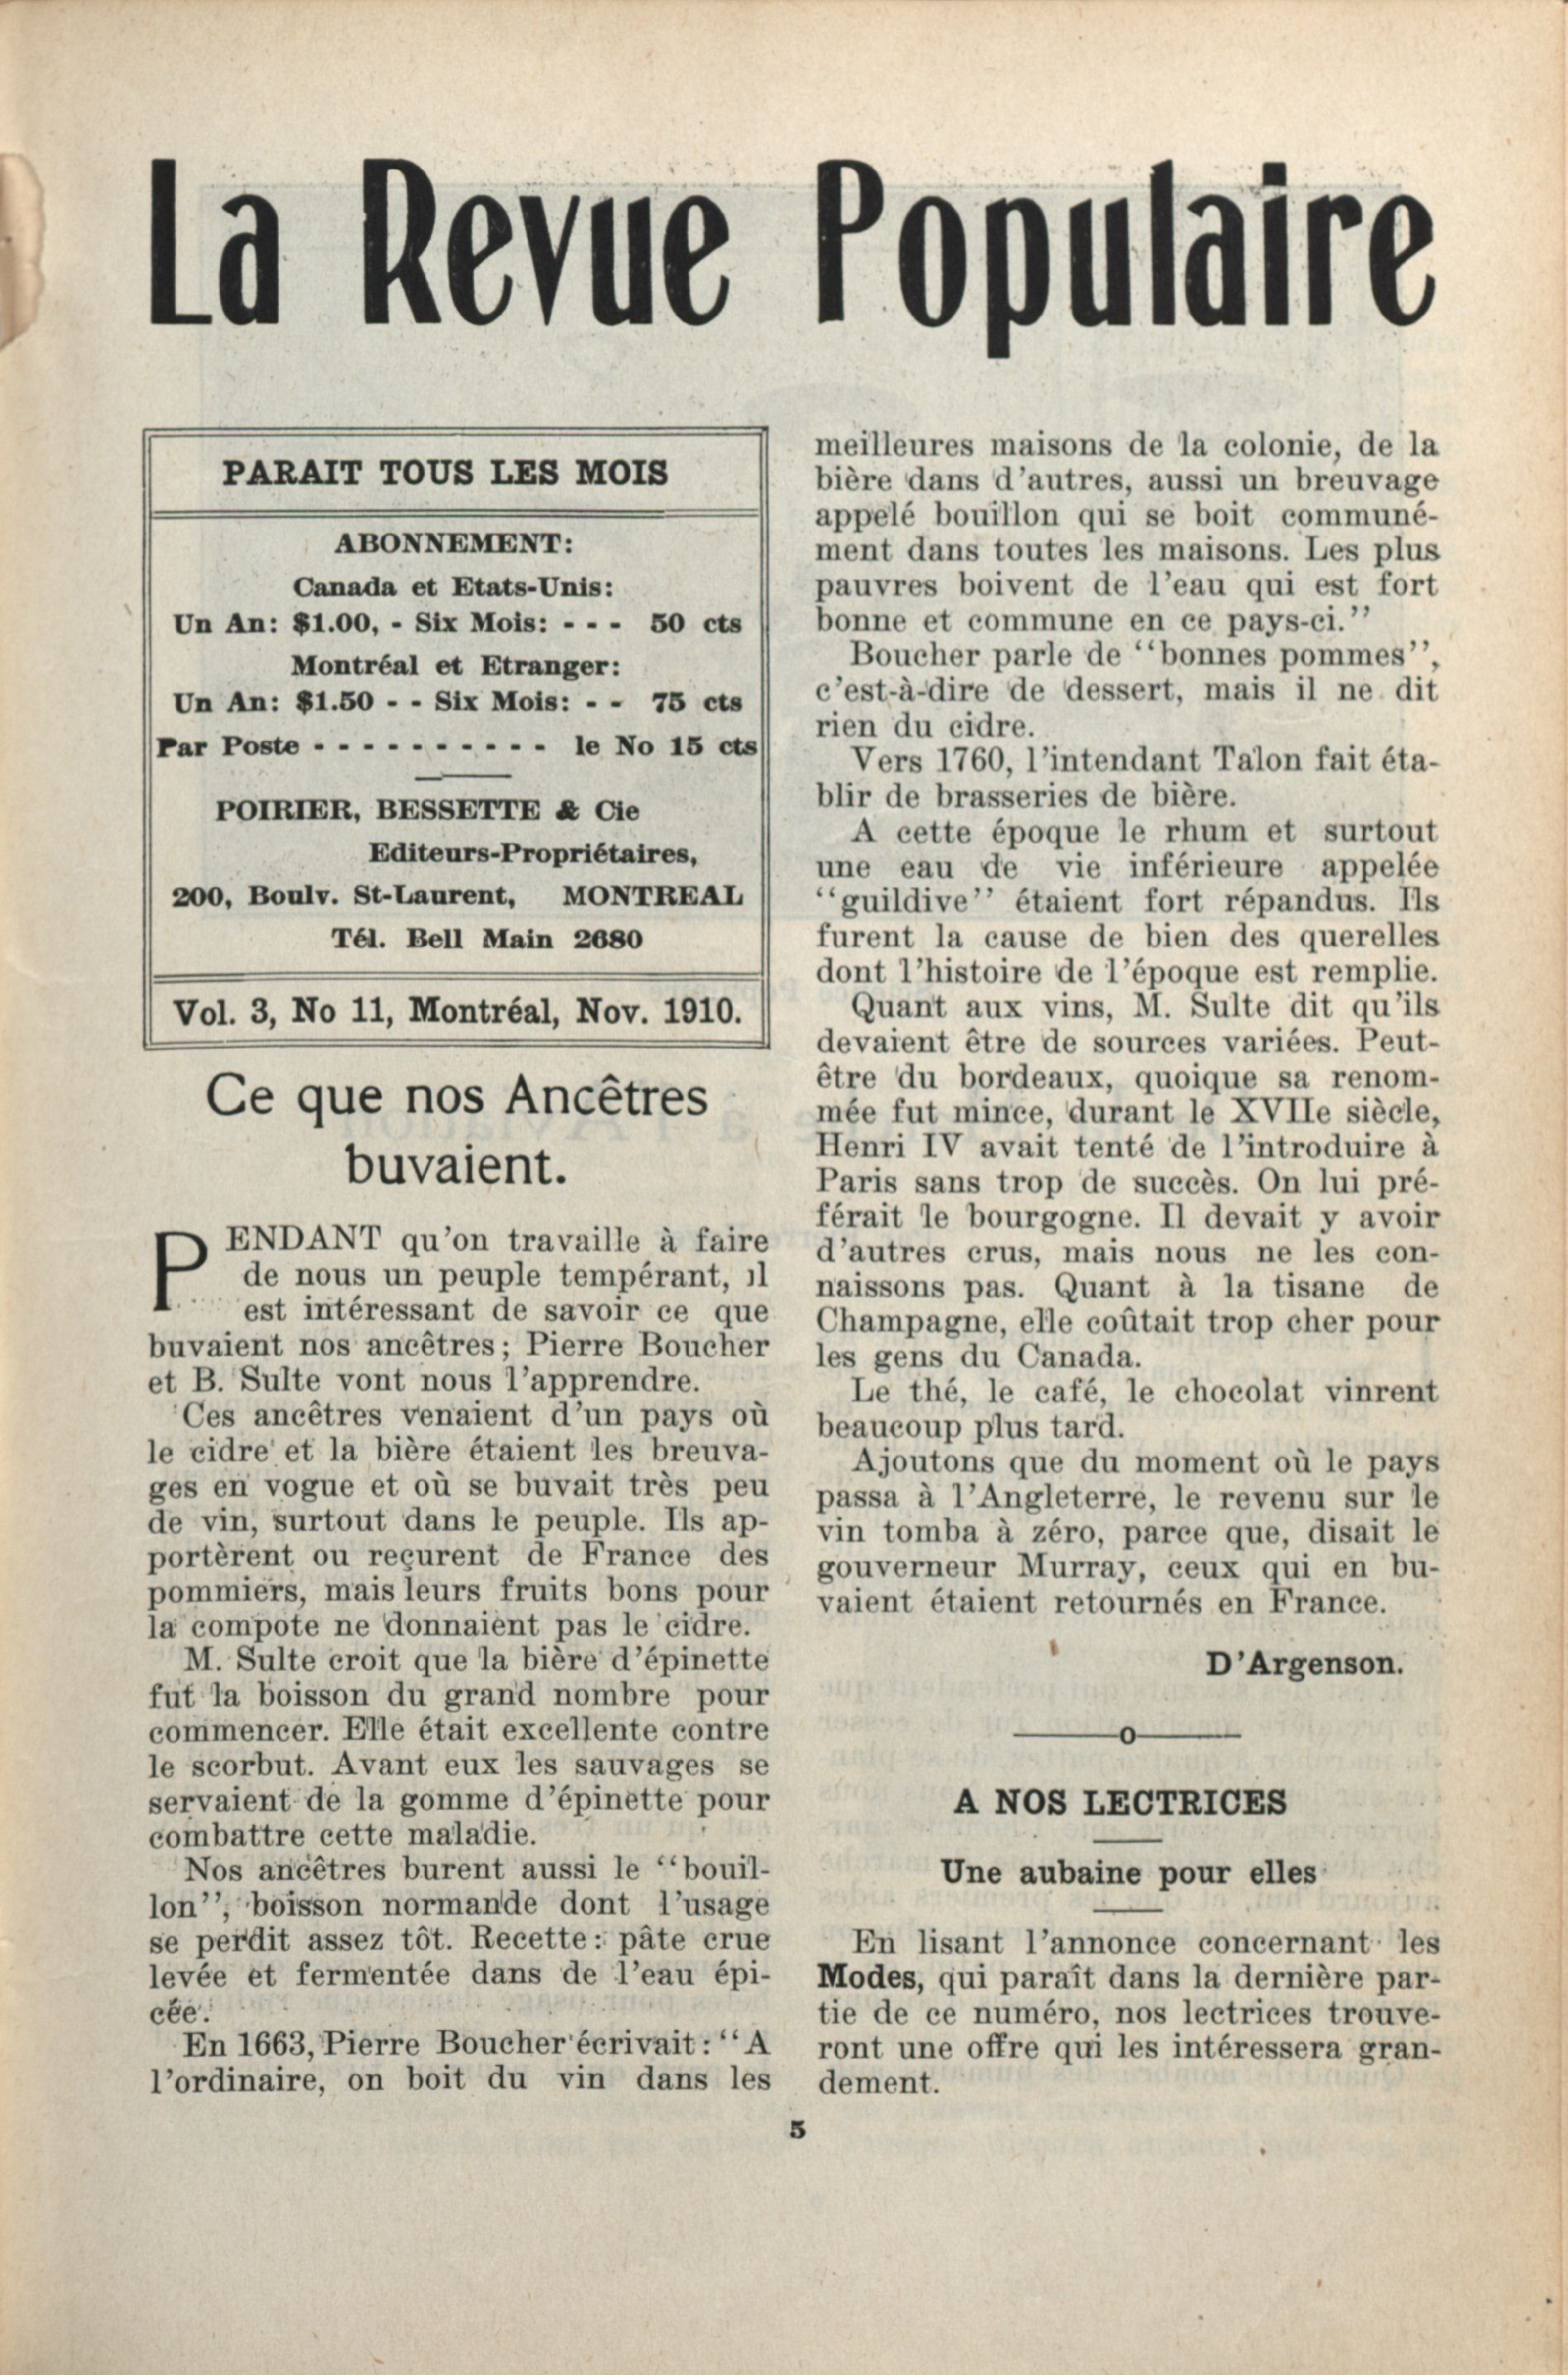 La Revue Populaire
PARAIT TOUS LES MOIS
ABONNEMENT:
Canada et Etats-Unis:
Un An: $1.00, - Six Mois: - - - 50 cts
Montréal et Etranger:
Un An: $1.50 - - Six Mois: - - 75 cts
Par Poste - - - - - - - - - - le No 15 cts
POIRIER, BESSETTE & Cie
Editeurs-Propriétaires,
200, Boulv. St-Laurent, MONTREAL
Tél. Bell Main 2680
Vol. 3, No 11, Montréal, Nov. 1910.
Ce que nos Ancêtres
buvaient.
PENDANT qu'on travaille à faire
de nous un peuple tempérant, il
est intéressant de savoir ce que
buvaient nos ancêtres; Pierre Boucher
et B. Sulte vont nous l'apprendre.
Ces ancêtres venaient d'un pays où
le cidre et la bière étaient les breuva-
ges en vogue et où se buvait très peu
de vin, surtout dans le peuple. Ils ap-
portèrent ou reçurent de France des
pommiers, mais leurs fruits bons pour
la compote ne donnaient pas le cidre.
M. Sulte croit que la bière d'épinette
fut la boisson du grand nombre pour
commencer. Elle était excellente contre
le scorbut. Avant eux les sauvages se
servaient de la gomme d'épinette pour
combattre cette maladie.
Nos ancêtres burent aussi le ''bouil-
lon'', boisson normande dont l'usage
se perdit assez tôt. Recette: pâte crue
levée et fermentée dans de l'eau épi-
cée.
En 1663, Pierre Boucher écrivait: ''A
l'ordinaire, on boit du vin dans les
meilleures maisons de la colonie, de la
bière dans d'autres, aussi un breuvage
appelé bouillon qui se boit communé-
ment dans toutes les maisons. Les plus
pauvres boivent de l'eau qui est fort
bonne et commune en ce pays-ci.''
Boucher parle de ''bonnes pommes'',
c'est-à-dire de dessert, mais il ne dit
rien du cidre.
Vers 1760, l'intendant Talon fait éta-
blir de brasseries de bière.
A cette époque le rhum et surtout
une eau de vie inférieure appelée
''guildive'' étaient fort répandus. Ils
furent la cause de bien des querelles
dont l'histoire de l'époque est remplie.
Quant aux vins, M. Sulte dit qu'ils
devaient être de sources variées. Peut-
être du bordeaux, quoique sa renom-
mée fut mince, durant le XVIIe siècle,
Henri IV avait tenté de l'introduire à
Paris sans trop de succès. On lui pré-
férait le bourgogne. Il devait y avoir
d'autres crus, mais nous ne les con-
naissons pas. Quant à la tisane de
Champagne, elle coûtait trop cher pour
les gens du Canada.
Le thé, le café, le chocolat vinrent
beaucoup plus tard.
Ajoutons que du moment où le pays
passa à l'Angleterre, le revenu sur le
vin tomba à zéro, parce que, disait le
gouverneur Murray, ceux qui en bu-
vaient étaient retournés en France.
D'Argenson.
A NOS LECTRICES
Une aubaine pour elles
En lisant l'annonce concernant les
Modes, qui paraît dans la dernière par-
tie de ce numéro, nos lectrices trouve-
ront une offre qui les intéressera gran-
dement.
5